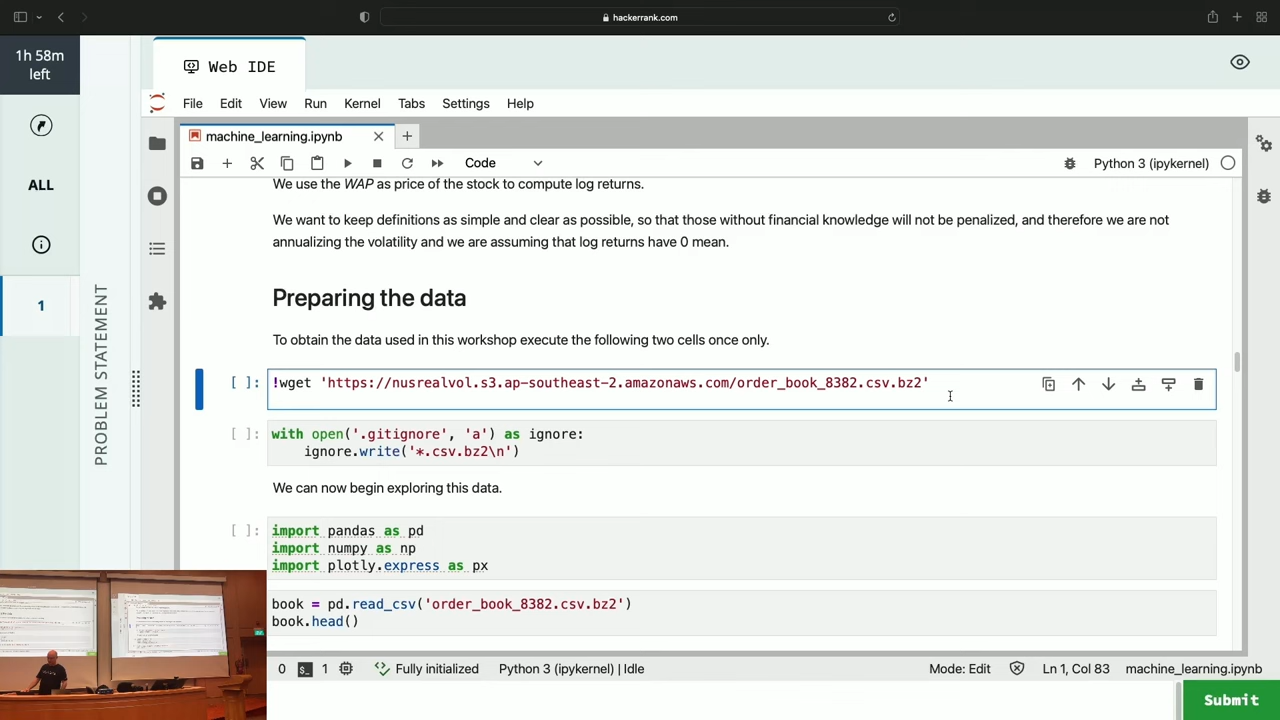 hackerrank.com
1h 58m
left
Web IDE
File Edit View Run Kernel Tabs Settings Help
machine_learning.ipynb
Code
Python 3 (ipykernel)
ALL
1
PROBLEM STATEMENT
We use the WAP as price of the stock to compute log returns.
We want to keep definitions as simple and clear as possible, so that those without financial knowledge will not be penalized, and therefore we are not
annualizing the volatility and we are assuming that log returns have 0 mean.
Preparing the data
To obtain the data used in this workshop execute the following two cells once only.
[ ]: !wget 'https://nusrealvol.s3.ap-southeast-2.amazonaws.com/order_book_8382.csv.bz2'
[ ]: with open('.gitignore', 'a') as ignore:
ignore.write('*.csv.bz2\n')
We can now begin exploring this data.
[ ]: import pandas as pd
import numpy as np
import plotly.express as px
book = pd.read_csv('order_book_8382.csv.bz2')
book.head()
0 1 Fully initialized Python 3 (ipykernel) | Idle Mode: Edit Ln 1, Col 83 machine_learning.ipynb
Submit